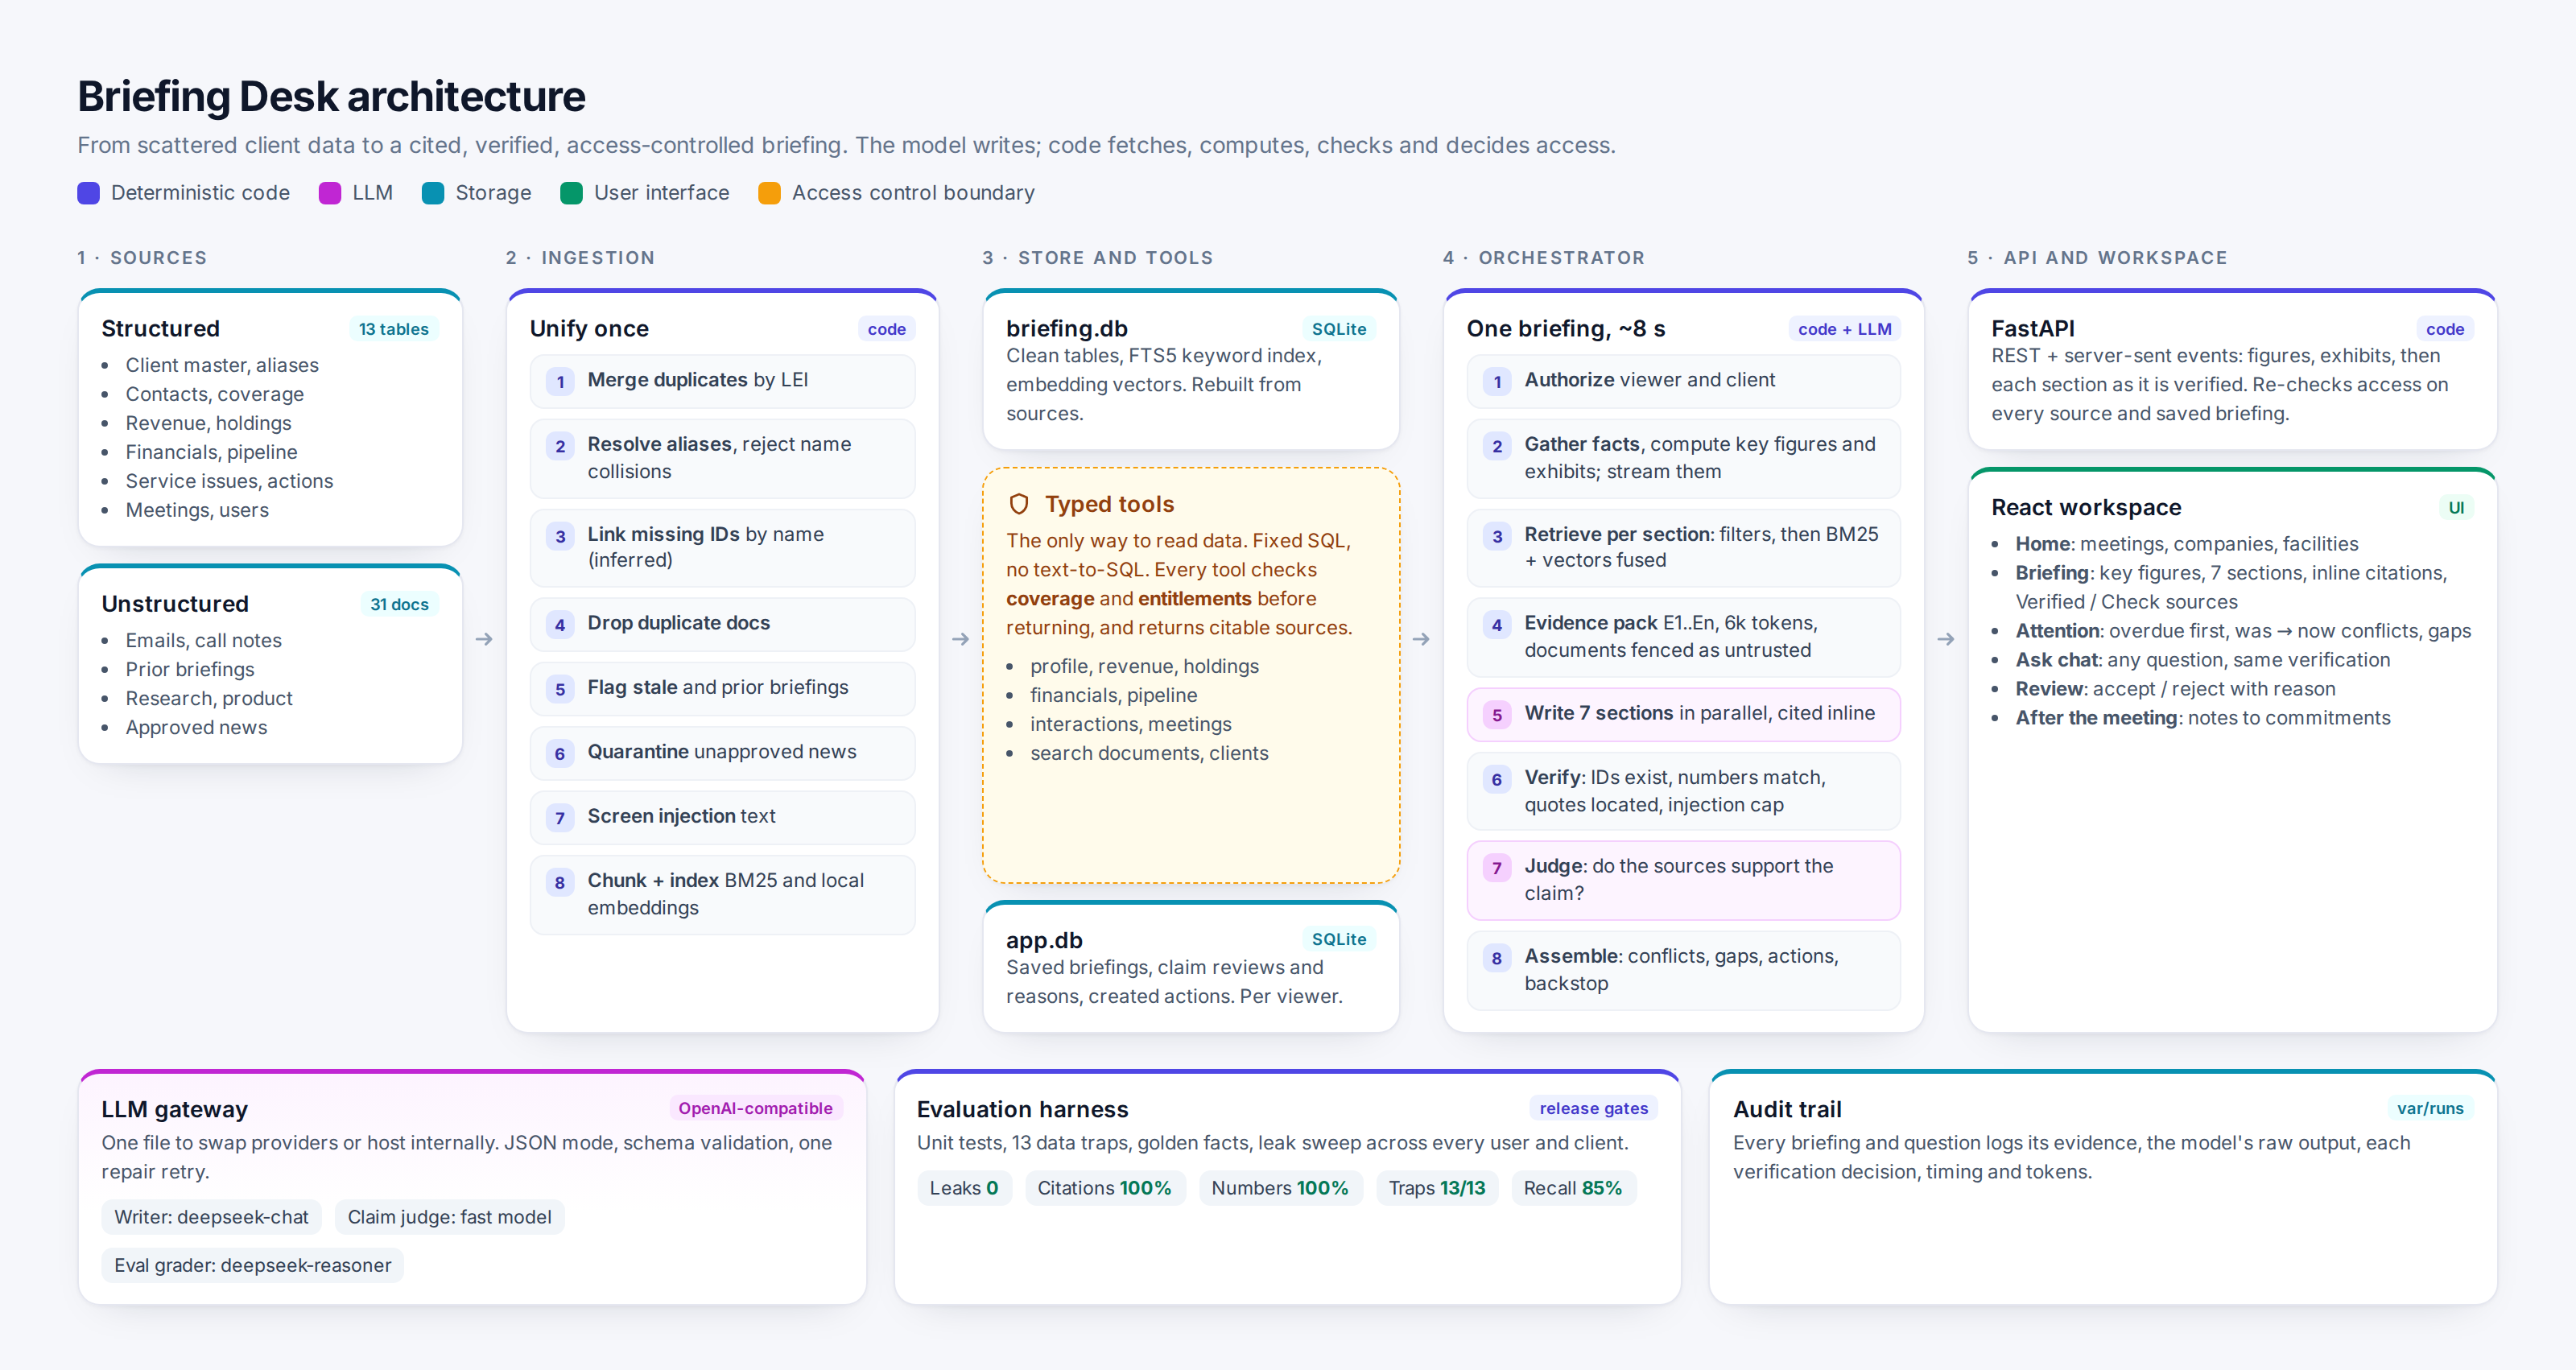 Briefing Desk architecture
From scattered client data to a cited, verified, access-controlled briefing. The model writes; code fetches, computes, checks and decides access.
Deterministic code
LLM
Storage
User interface
Access control boundary
1 · SOURCES
Structured
13 tables
Client master, aliases
Contacts, coverage
Revenue, holdings
Financials, pipeline
Service issues, actions
Meetings, users
Unstructured
31 docs
Emails, call notes
Prior briefings
Research, product
Approved news
→
2 · INGESTION
Unify once
code
1 Merge duplicates by LEI
2 Resolve aliases, reject name
collisions
3 Link missing IDs by name
(inferred)
4 Drop duplicate docs
5 Flag stale and prior briefings
6 Quarantine unapproved news
7 Screen injection text
8 Chunk + index BM25 and local
embeddings
→
3 · STORE AND TOOLS
briefing.db
SQLite
Clean tables, FTS5 keyword index,
embedding vectors. Rebuilt from
sources.
Typed tools
The only way to read data. Fixed SQL,
no text-to-SQL. Every tool checks
coverage and entitlements before
returning, and returns citable sources.
profile, revenue, holdings
financials, pipeline
interactions, meetings
search documents, clients
app.db
SQLite
Saved briefings, claim reviews and
reasons, created actions. Per viewer.
→
4 · ORCHESTRATOR
One briefing, ~8 s
code + LLM
1 Authorize viewer and client
2 Gather facts, compute key figures and
exhibits; stream them
3 Retrieve per section: filters, then BM25
+ vectors fused
4 Evidence pack E1..En, 6k tokens,
documents fenced as untrusted
5 Write 7 sections in parallel, cited inline
6 Verify: IDs exist, numbers match,
quotes located, injection cap
7 Judge: do the sources support the
claim?
8 Assemble: conflicts, gaps, actions,
backstop
→
5 · API AND WORKSPACE
FastAPI
code
REST + server-sent events: figures, exhibits, then
each section as it is verified. Re-checks access on
every source and saved briefing.
React workspace
UI
Home: meetings, companies, facilities
Briefing: key figures, 7 sections, inline citations,
Verified / Check sources
Attention: overdue first, was → now conflicts, gaps
Ask chat: any question, same verification
Review: accept / reject with reason
After the meeting: notes to commitments
LLM gateway
OpenAI-compatible
One file to swap providers or host internally. JSON mode, schema validation, one
repair retry.
Writer: deepseek-chat
Claim judge: fast model
Eval grader: deepseek-reasoner
Evaluation harness
release gates
Unit tests, 13 data traps, golden facts, leak sweep across every user and client.
Leaks 0
Citations 100%
Numbers 100%
Traps 13/13
Recall 85%
Audit trail
var/runs
Every briefing and question logs its evidence, the model's raw output, each
verification decision, timing and tokens.